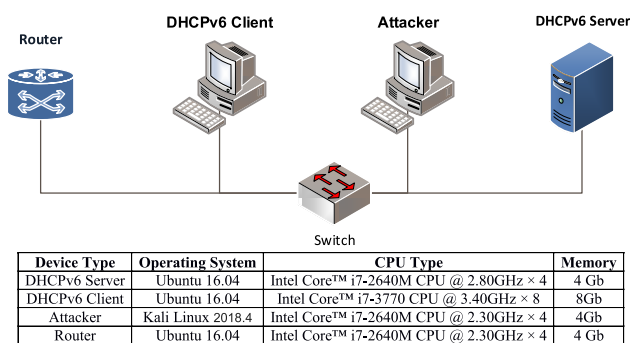 Router
DHCPv6 Client
Attacker
DHCPv6 Server
Switch
Device Type Operating System CPU Type Memory
DHCPv6 Server Ubuntu 16.04 Intel Core™ i7-2640M CPU @ 2.80GHz × 4 4 Gb
DHCPv6 Client Ubuntu 16.04 Intel Core™ i7-3770 CPU @ 3.40GHz × 8 8Gb
Attacker Kali Linux 2018.4 Intel Core™ i7-2640M CPU @ 2.30GHz × 4 4Gb
Router Ubuntu 16.04 Intel Core™ i7-2640M CPU @ 2.30GHz × 4 4 Gb